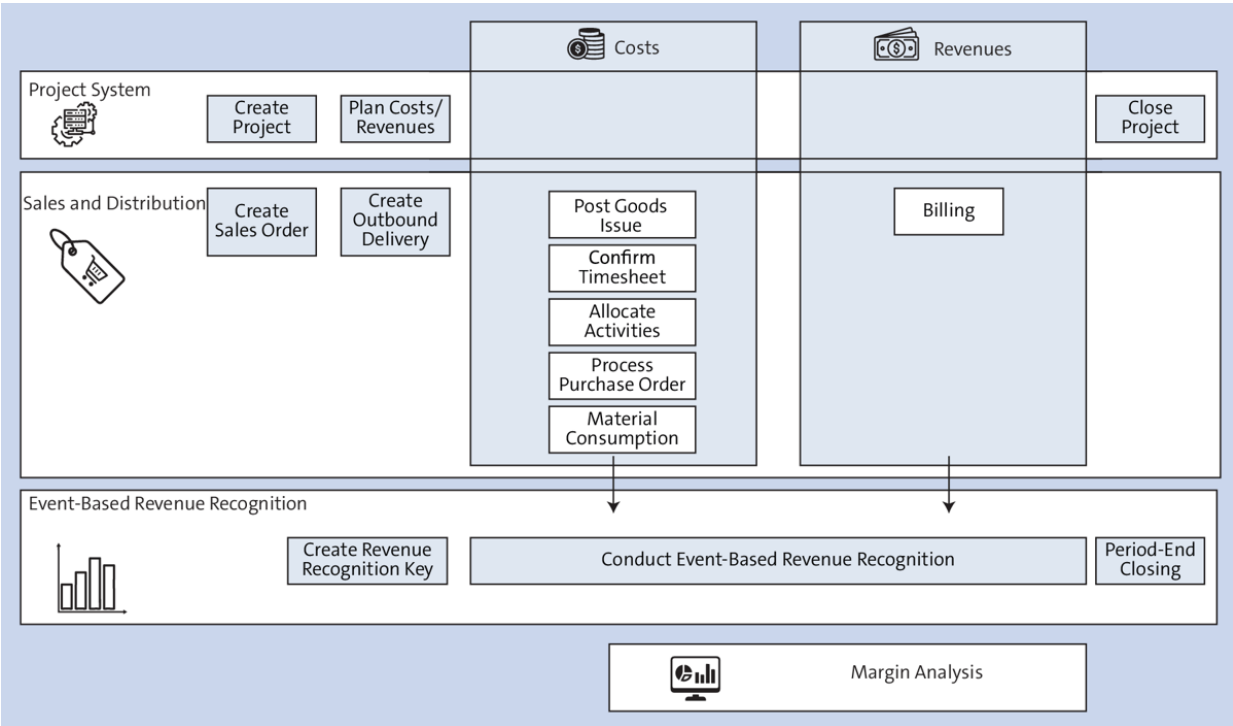 Costs
Revenues
Project System
Create
Project
Plan Costs/
Revenues
Close
Project
Sales and Distribution
Create
Sales Order
Create
Outbound
Delivery
Post Goods
Issue
Confirm
Timesheet
Allocate
Activities
Process
Purchase Order
Material
Consumption
Billing
Event-Based Revenue Recognition
Create Revenue
Recognition Key
Conduct Event-Based Revenue Recognition
Period-End
Closing
Margin Analysis